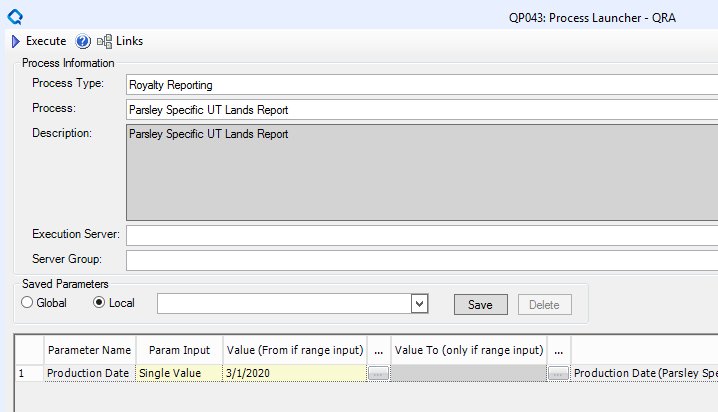 QP043: Process Launcher - QRA
Execute Links
Process Information
Process Type: Royalty Reporting
Process: Parsley Specific UT Lands Report
Description: Parsley Specific UT Lands Report
Execution Server:
Server Group:
Saved Parameters
Global Local Save Delete
Parameter Name Param Input Value (From if range input) ... Value To (only if range input) ...
1 Production Date Single Value 3/1/2020 ... ... Production Date (Parsley Spe